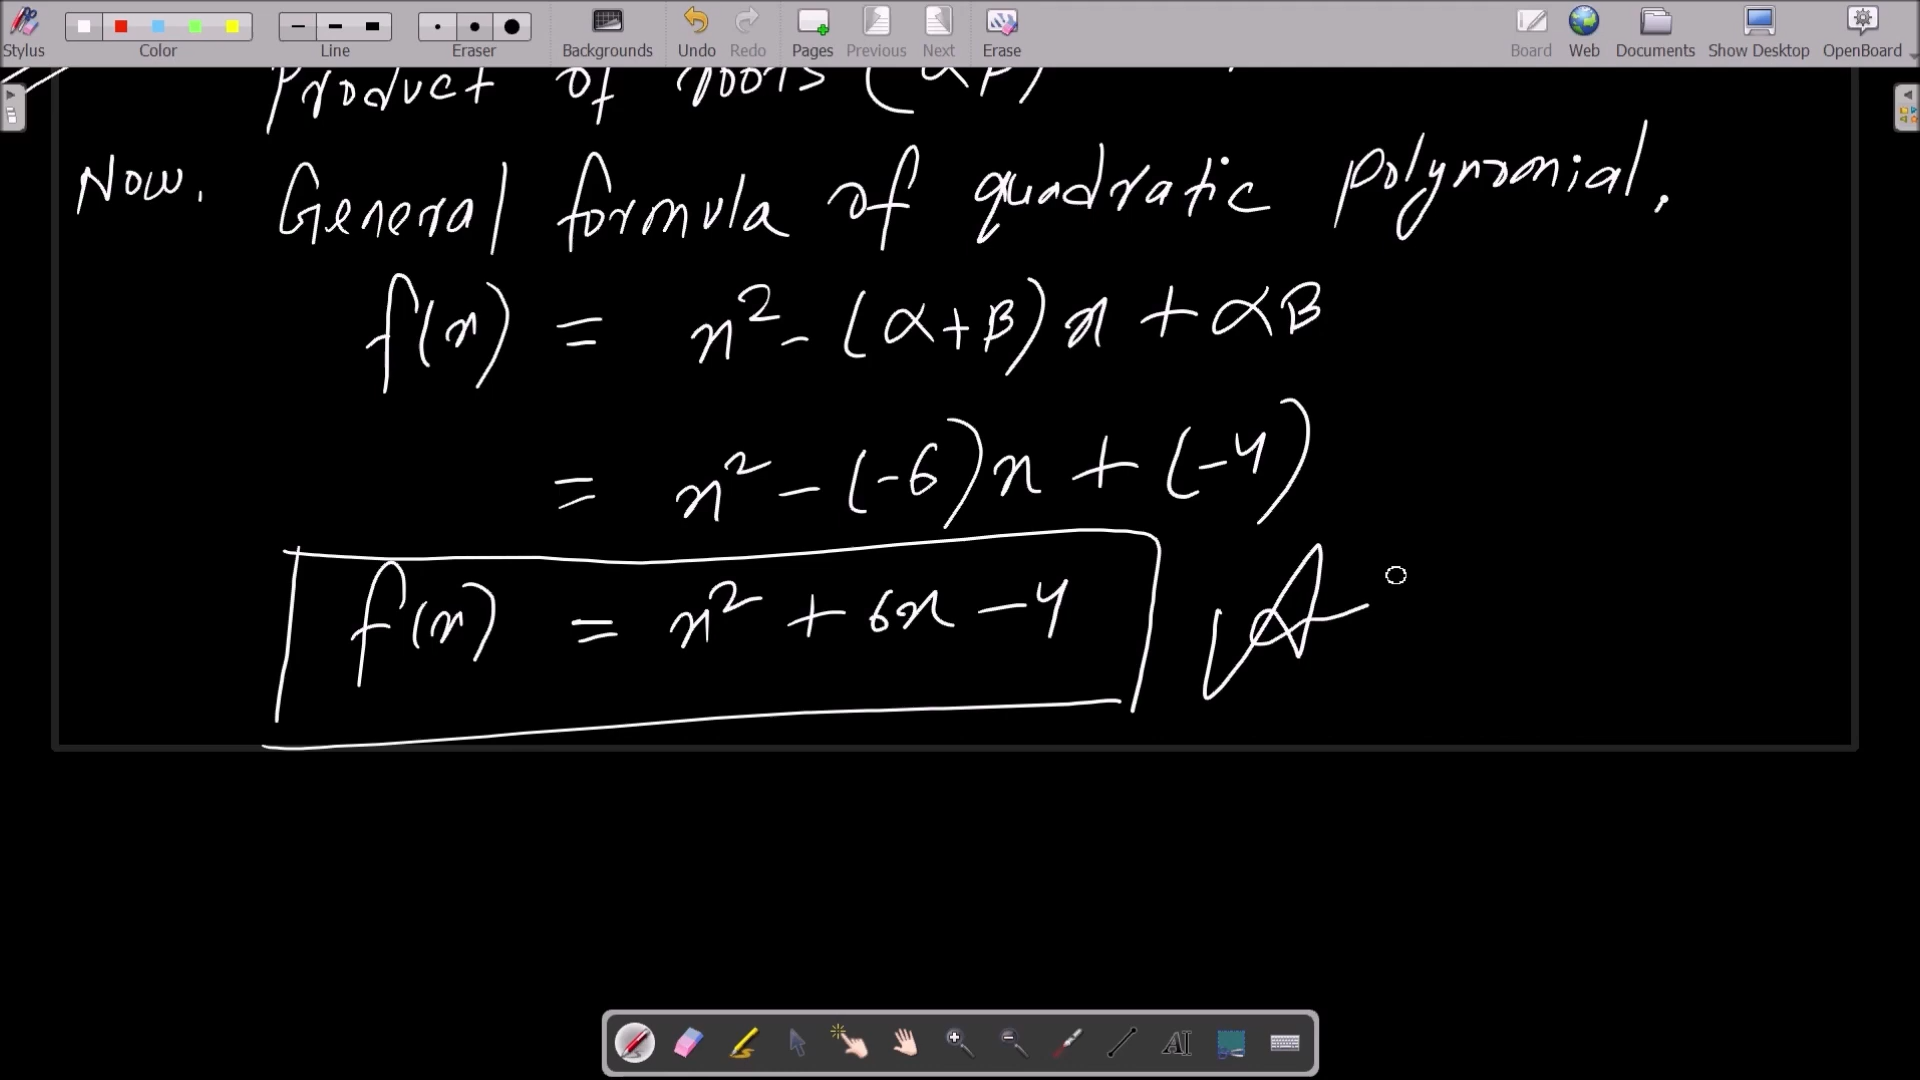 Stylus Color Line Eraser Backgrounds Undo Redo Pages Previous Next Erase Board Web Documents Show Desktop OpenBoard
Product of roots (αβ)
Now. General formula of quadratic polynomial.
f(x) = x² - (α+β)x + αβ
= x² - (-6)x + (-4)
f(x) = x² + 6x - 4
AI